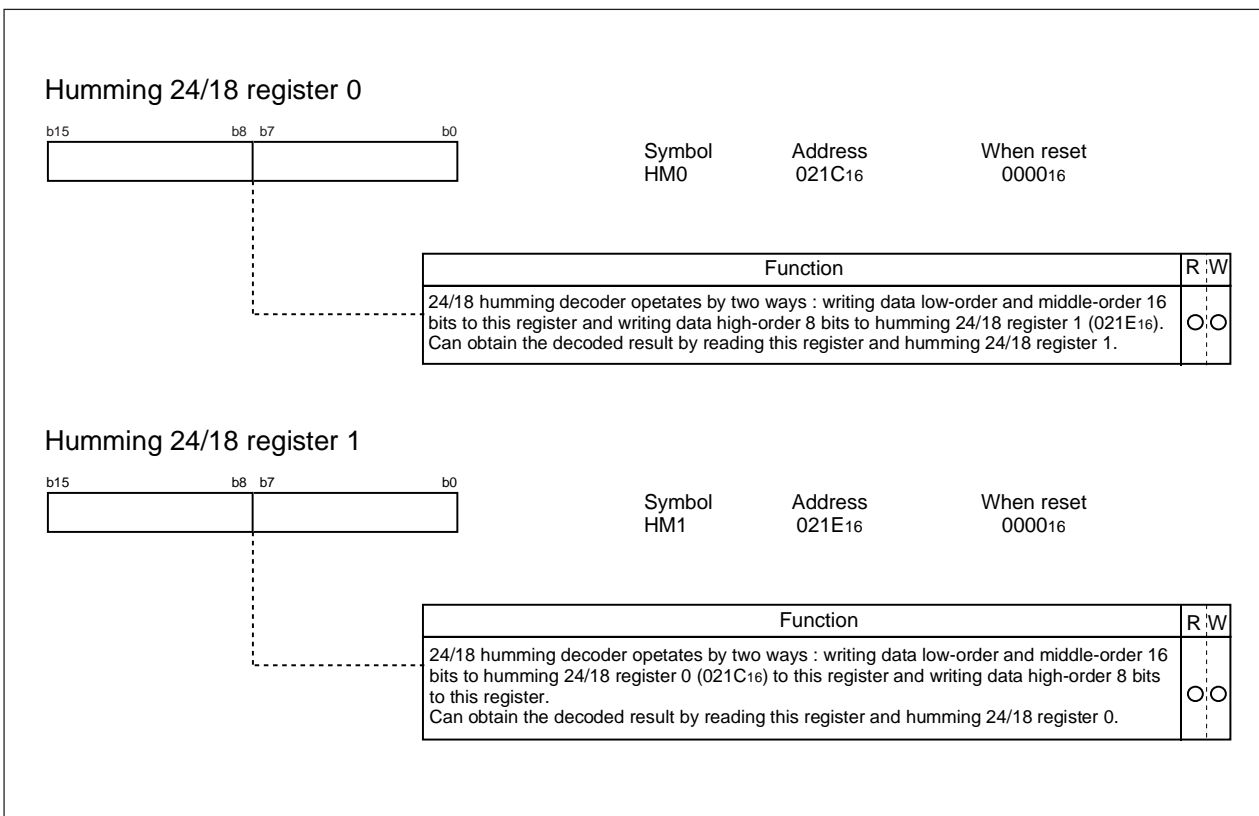 Humming 24/18 register 0
b15 b8 b7 b0
Symbol Address When reset
HM0 021C16 000016
Function R W
24/18 humming decoder opetates by two ways : writing data low-order and middle-order 16
bits to this register and writing data high-order 8 bits to humming 24/18 register 1 (021E16).
Can obtain the decoded result by reading this register and humming 24/18 register 1.
Humming 24/18 register 1
b15 b8 b7 b0
Symbol Address When reset
HM1 021E16 000016
Function R W
24/18 humming decoder opetates by two ways : writing data low-order and middle-order 16
bits to humming 24/18 register 0 (021C16) to this register and writing data high-order 8 bits
to this register.
Can obtain the decoded result by reading this register and humming 24/18 register 0.